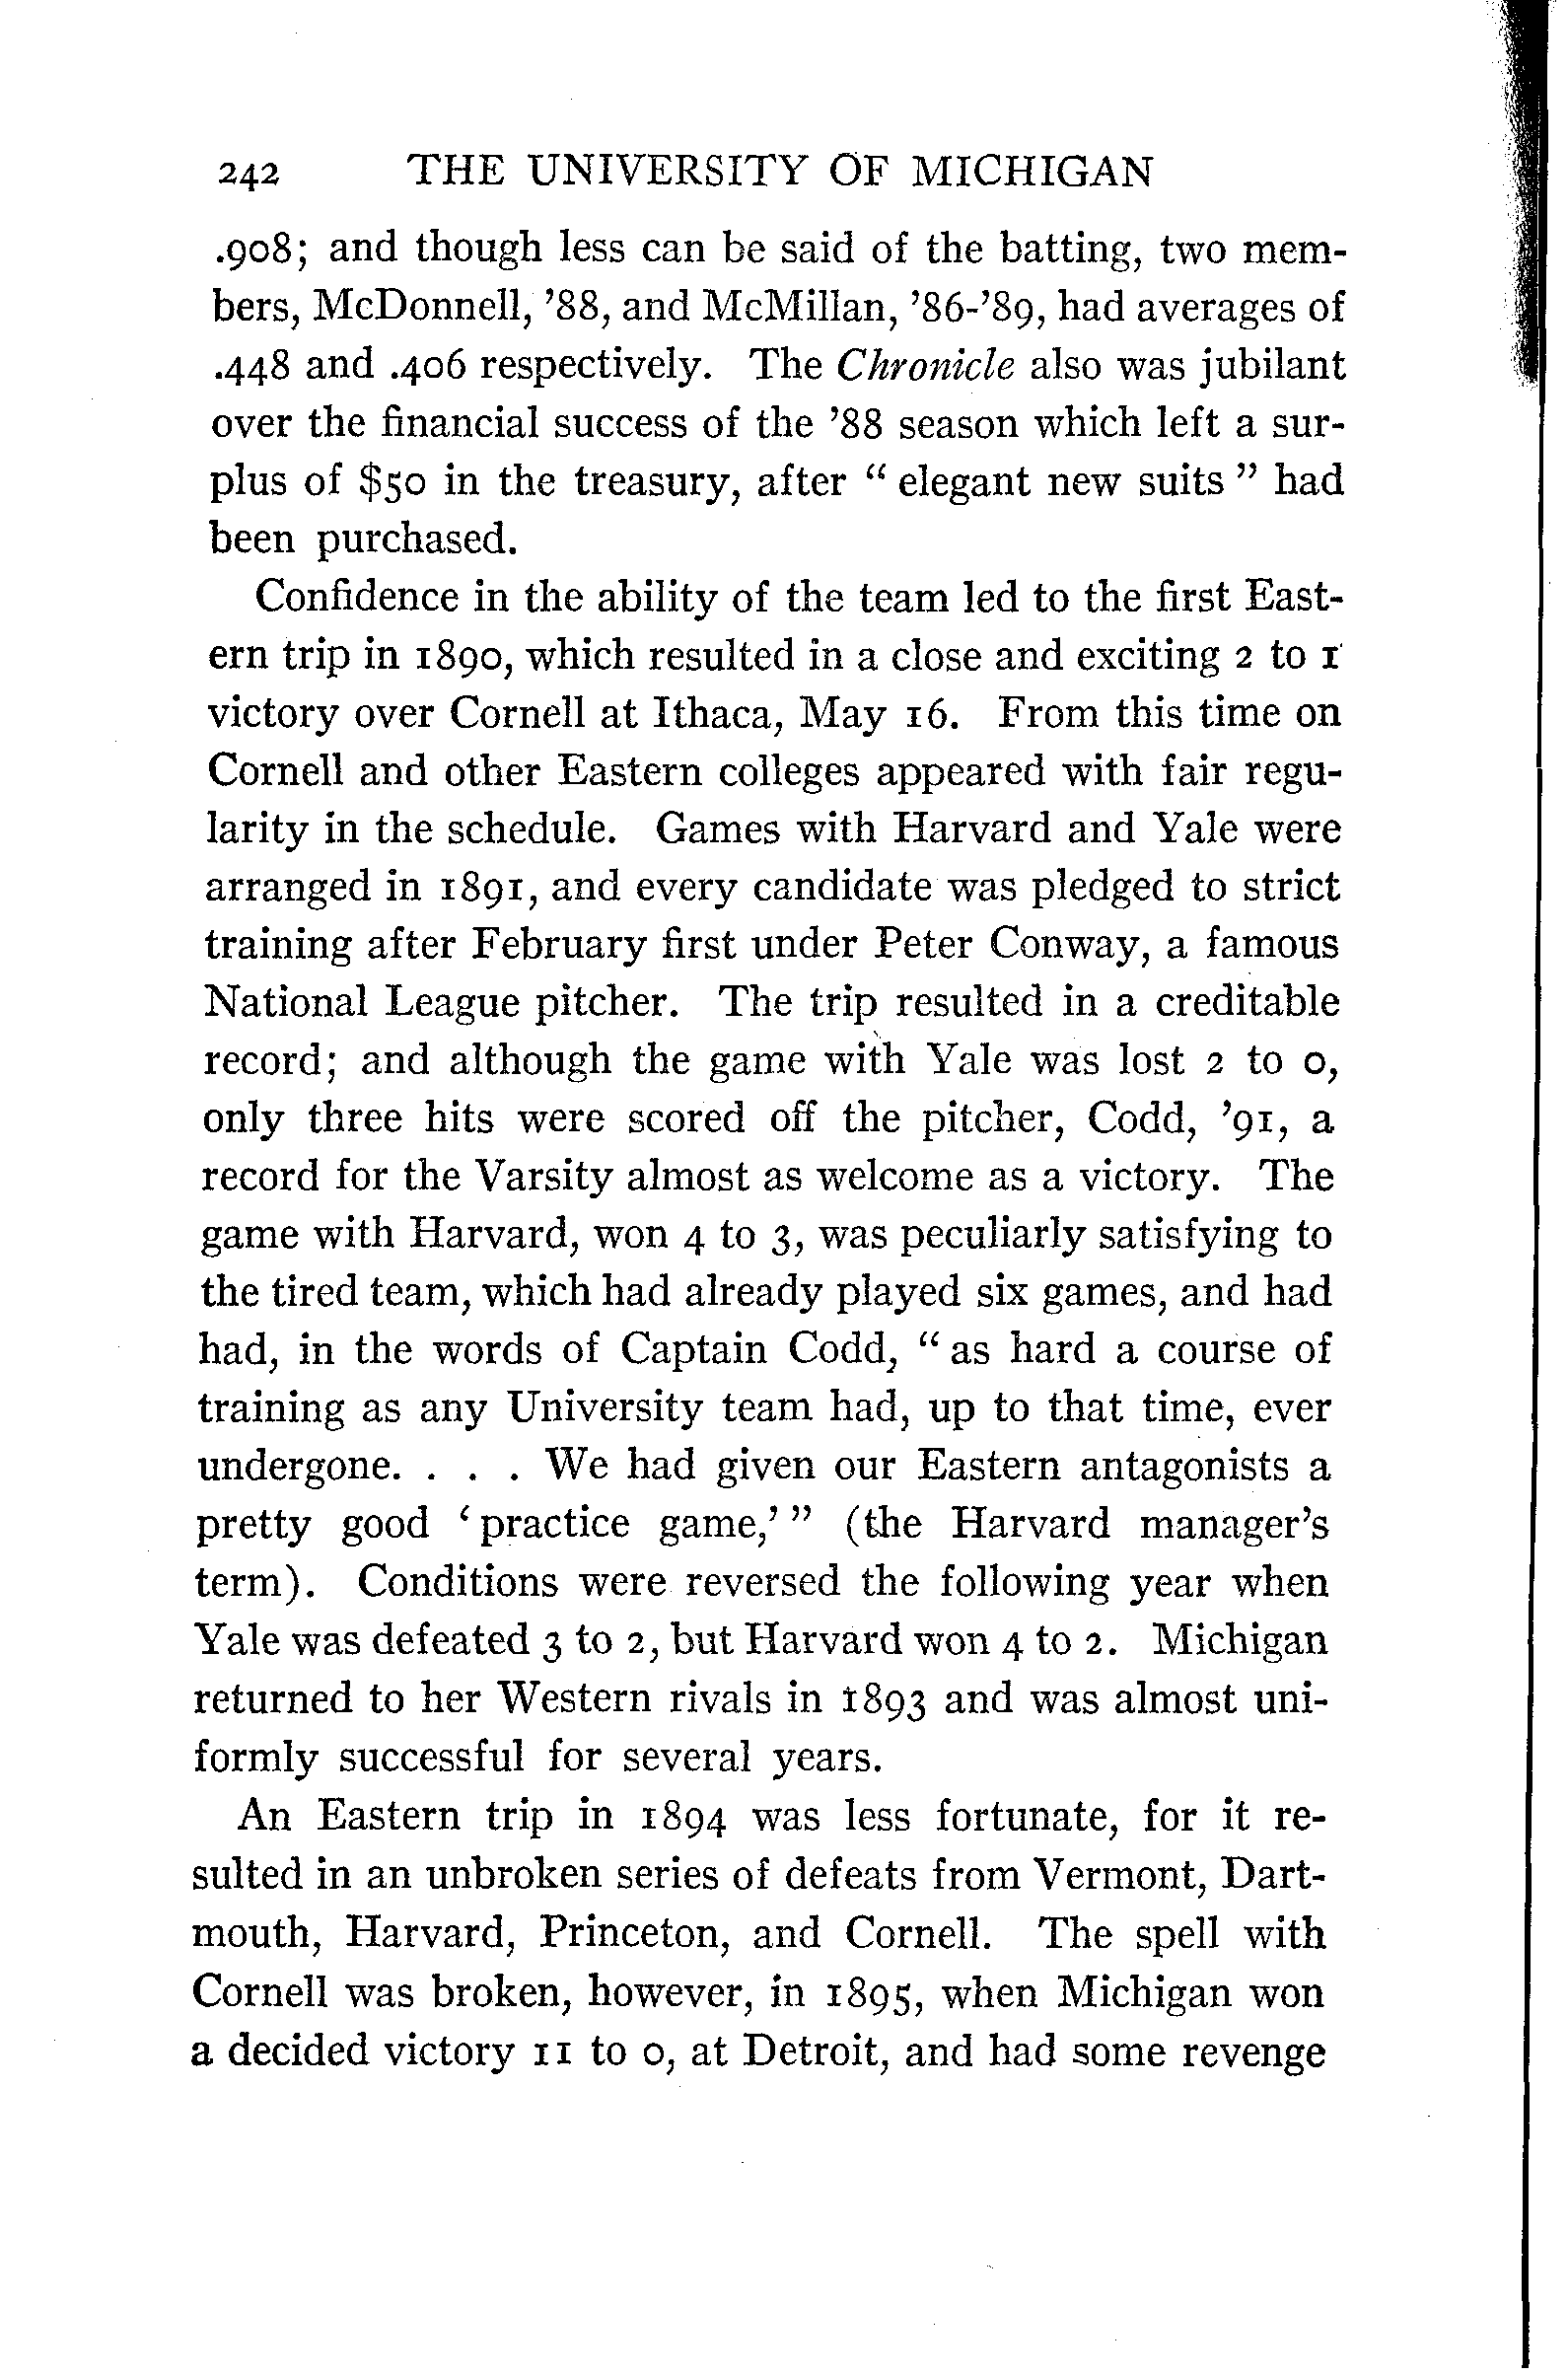 242 THE UNIVERSITY OF MICHIGAN
.908; and though less can be said of the batting, two mem-
bers, McDonnell, '88, and McMillan, '86-'89, had averages of
.448 and .406 respectively. The Chronicle also was jubilant
over the financial success of the '88 season which left a sur-
plus of $50 in the treasury, after " elegant new suits " had
been purchased.
Confidence in the ability of the team led to the first East-
ern trip in 1890, which resulted in a close and exciting 2 to 1
victory over Cornell at Ithaca, May 16. From this time on
Cornell and other Eastern colleges appeared with fair regu-
larity in the schedule. Games with Harvard and Yale were
arranged in 1891, and every candidate was pledged to strict
training after February first under Peter Conway, a famous
National League pitcher. The trip resulted in a creditable
record; and although the game with Yale was lost 2 to 0,
only three hits were scored off the pitcher, Codd, '91, a
record for the Varsity almost as welcome as a victory. The
game with Harvard, won 4 to 3, was peculiarly satisfying to
the tired team, which had already played six games, and had
had, in the words of Captain Codd, " as hard a course of
training as any University team had, up to that time, ever
undergone. . . . We had given our Eastern antagonists a
pretty good ' practice game,' " (the Harvard manager's
term). Conditions were reversed the following year when
Yale was defeated 3 to 2, but Harvard won 4 to 2. Michigan
returned to her Western rivals in 1893 and was almost uni-
formly successful for several years.
An Eastern trip in 1894 was less fortunate, for it re-
sulted in an unbroken series of defeats from Vermont, Dart-
mouth, Harvard, Princeton, and Cornell. The spell with
Cornell was broken, however, in 1895, when Michigan won
a decided victory 11 to 0, at Detroit, and had some revenge